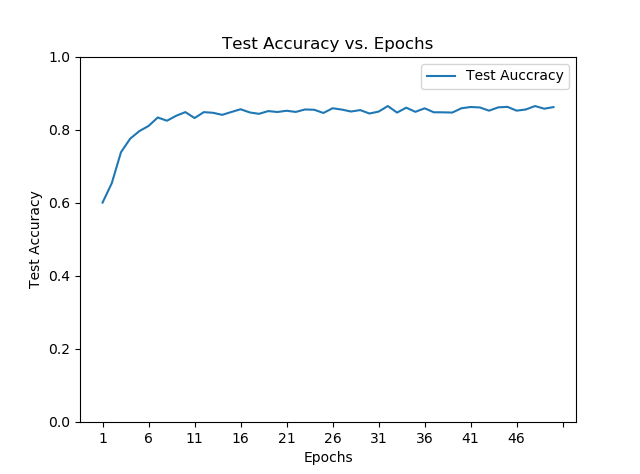 Test Accuracy vs. Epochs
Test Auccracy
1.0
0.8
0.6
0.4
0.2
0.0
Test Accuracy
1 6 11 16 21 26 31 36 41 46
Epochs